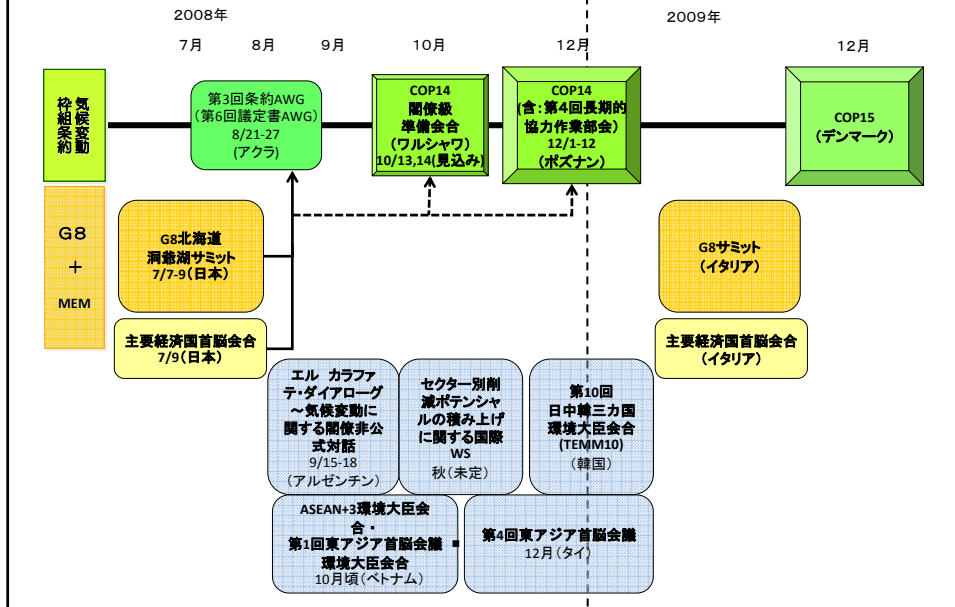 2008年
2009年
7月
8月
9月
10月
12月
12月
気候変動
枠組条約
第3回条約AWG
(第6回議定書AWG)
8/21-27
(アクラ)
COP14
閣僚級
準備会合
(ワルシャワ)
10/13,14(見込み)
COP14
(含:第4回長期的
協力作業部会)
12/1-12
(ポズナン)
COP15
(デンマーク)
G8
+
MEM
G8北海道
洞爺湖サミット
7/7-9(日本)
G8サミット
(イタリア)
主要経済国首脳会合
7/9(日本)
主要経済国首脳会合
(イタリア)
エル カラファ
テ・ダイアローグ
~気候変動に
関する閣僚非公
式対話
9/15-18
(アルゼンチン)
セクター別削
減ポテンシャ
ルの積み上げ
に関する国際
WS
秋(未定)
第10回
日中韓三カ国
環境大臣会合
(TEMM10)
(韓国)
ASEAN+3環境大臣会
合・
第1回東アジア首脳会議
環境大臣会合
10月頃(ベトナム)
第4回東アジア首脳会議
12月(タイ)